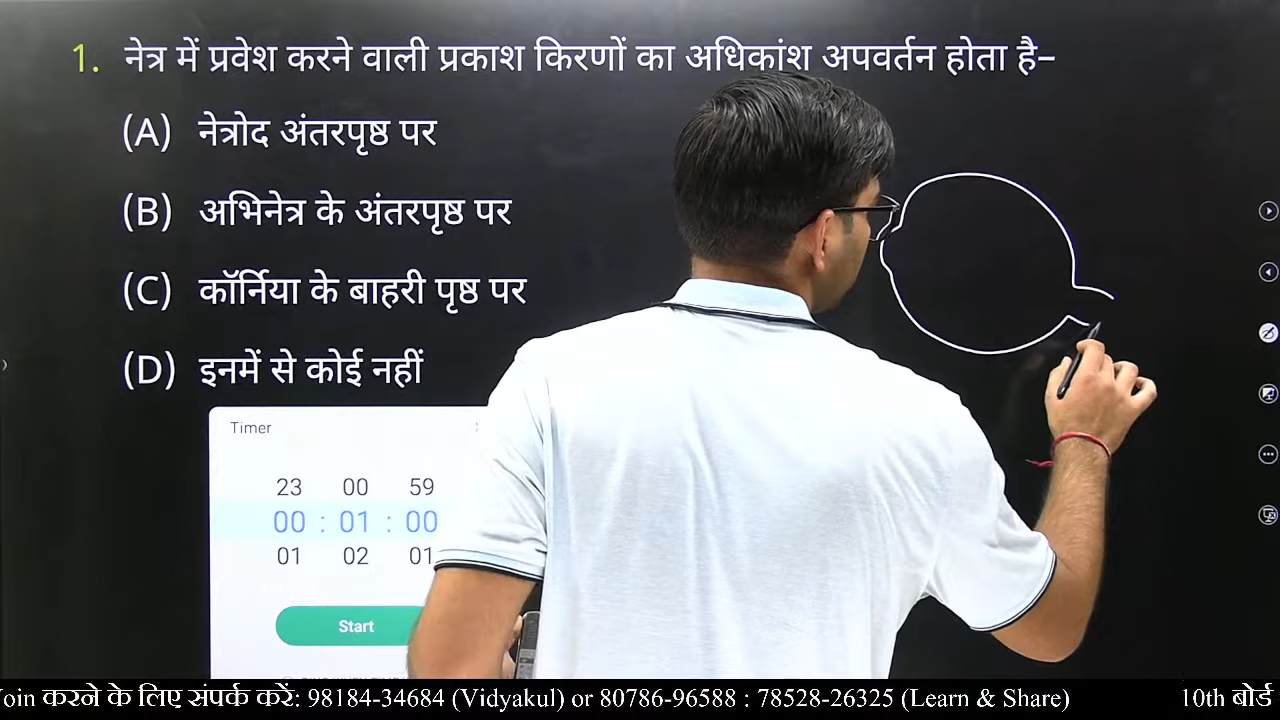 1. नेत्र में प्रवेश करने वाली प्रकाश किरणों का अधिकांश अपवर्तन होता है–
(A) नेत्रोद अंतरपृष्ठ पर
(B) अभिनेत्र के अंतरपृष्ठ पर
(C) कॉर्निया के बाहरी पृष्ठ पर
(D) इनमें से कोई नहीं
Timer
23 00 59
00 : 01 : 00
01 02 01
Start
oin करने के लिए संपर्क करें: 98184-34684 (Vidyakul) or 80786-96588 : 78528-26325 (Learn & Share) 10th बोर्ड